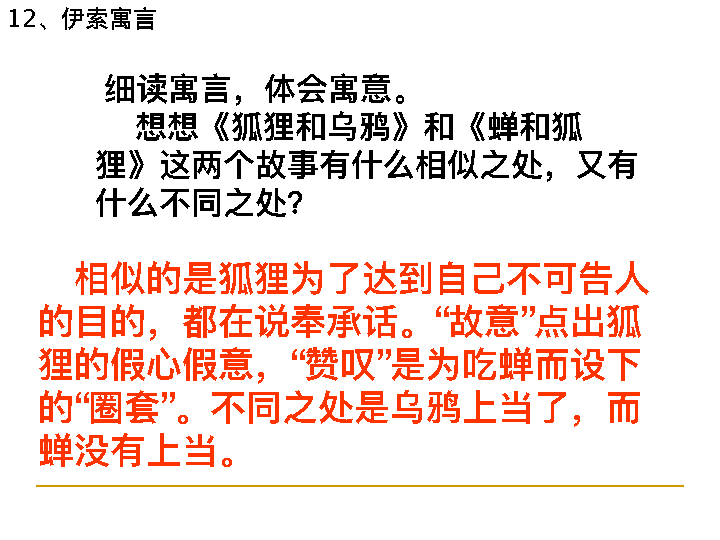 12、伊索寓言
细读寓言，体会寓意。
想想《狐狸和乌鸦》和《蝉和狐
狸》这两个故事有什么相似之处，又有
什么不同之处？
相似的是狐狸为了达到自己不可告人
的目的，都在说奉承话。“故意”点出狐
狸的假心假意，“赞叹”是为吃蝉而设下
的“圈套”。不同之处是乌鸦上当了，而
蝉没有上当。